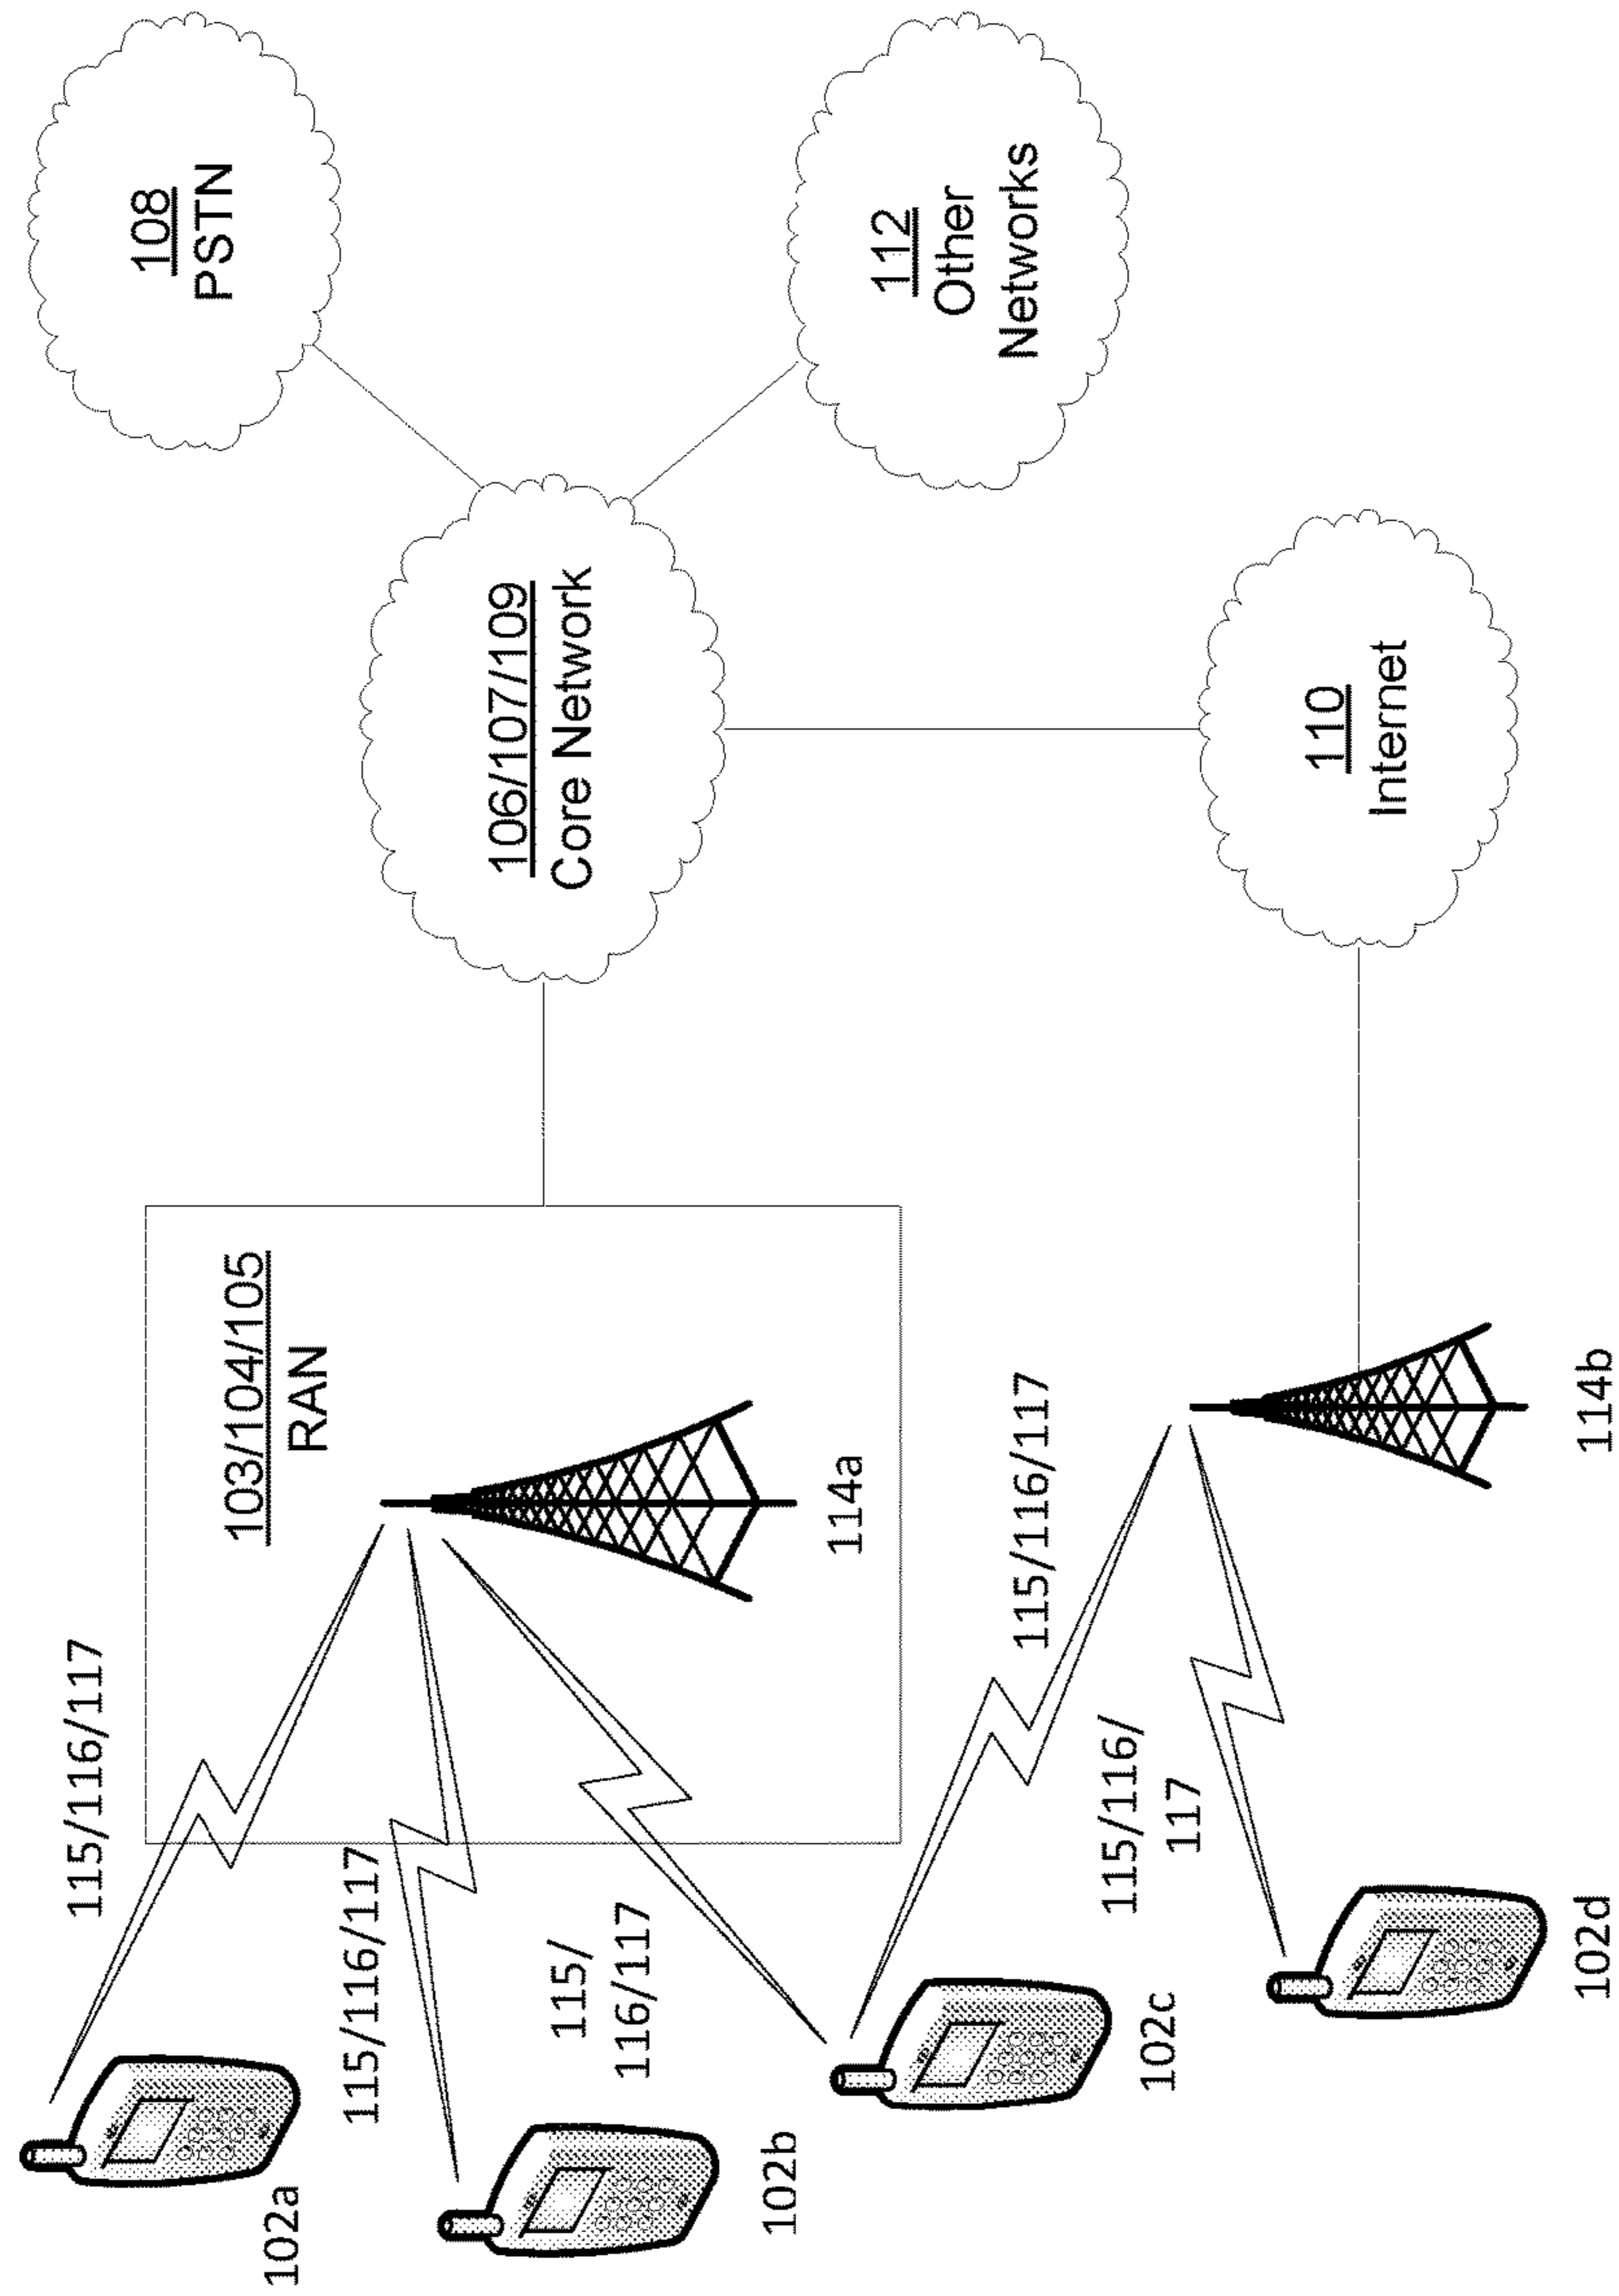 108
PSTN
106/107/109
Core Network
112
Other
Networks
103/104/105
RAN
110
Internet
115/116/117
114a
102a
115/116/117
115/
116/117
102b
115/116/117
114b
115/116/
117
102c
102d